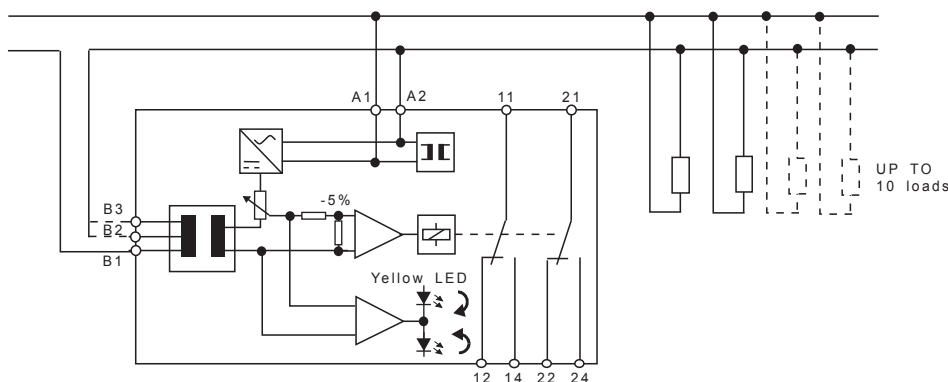 A1 A2 11 21
UP TO
10 loads
-5%
B3
B2
B1
Yellow LED
12 14 22 24